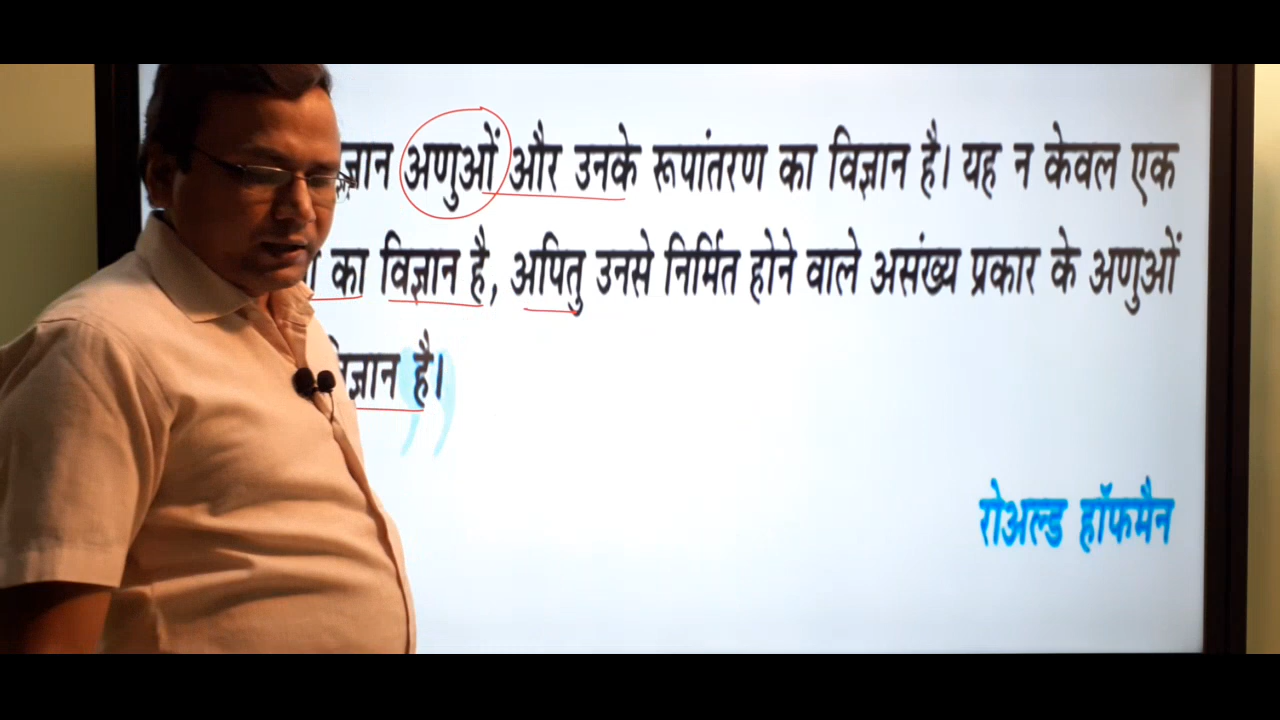 अणुओं और उनके रूपांतरण का विज्ञान है। यह न केवल एक
का विज्ञान है, अपितु उनसे निर्मित होने वाले असंख्य प्रकार के अणुओं
है।”
रोअल्ड हॉफमैन